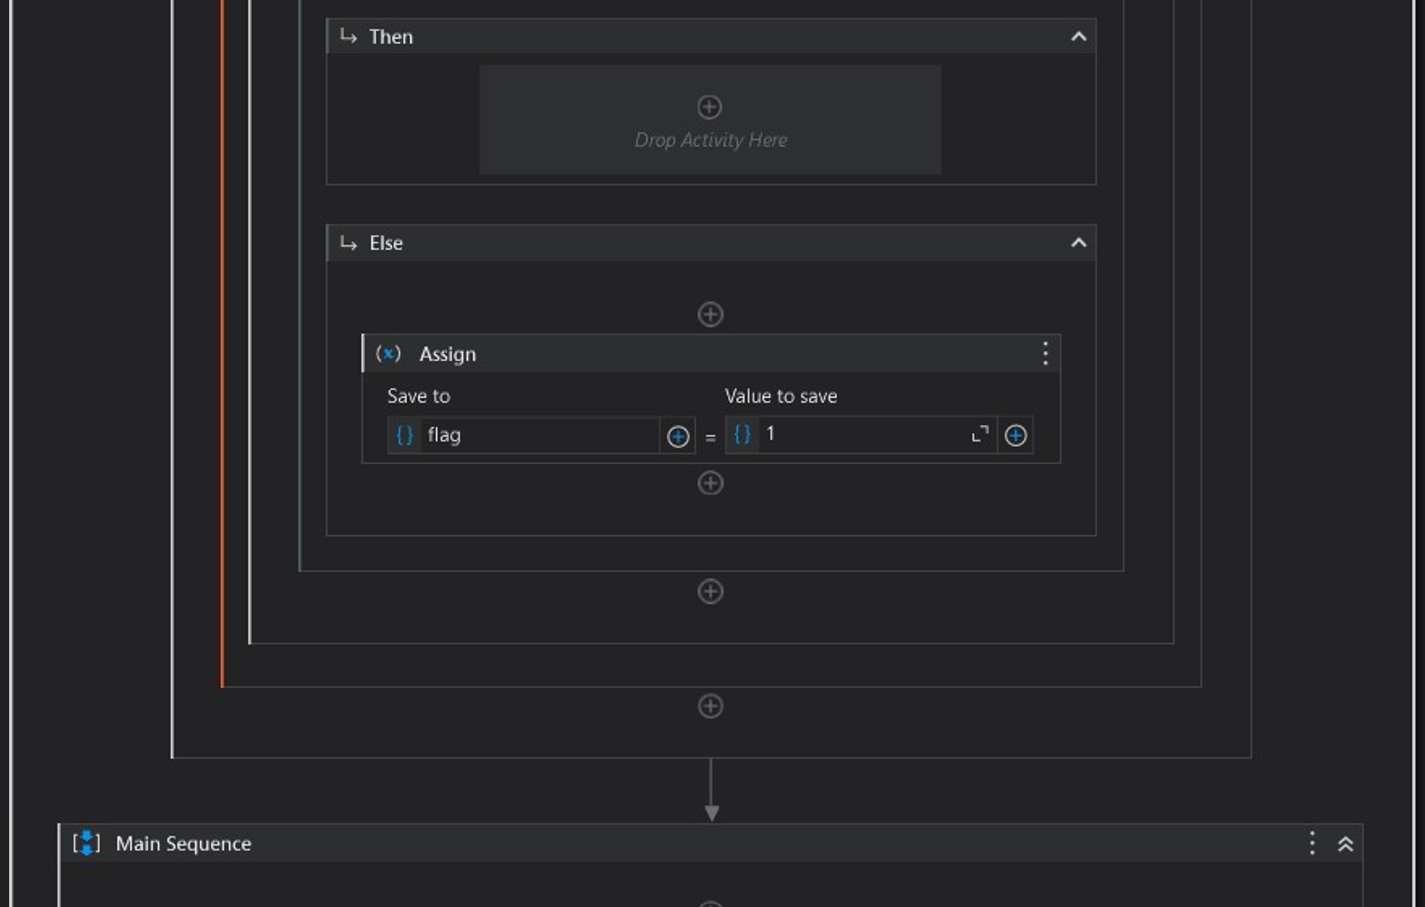 Then
Drop Activity Here
Else
(x) Assign
Save to Value to save
{} flag = {} 1
Main Sequence